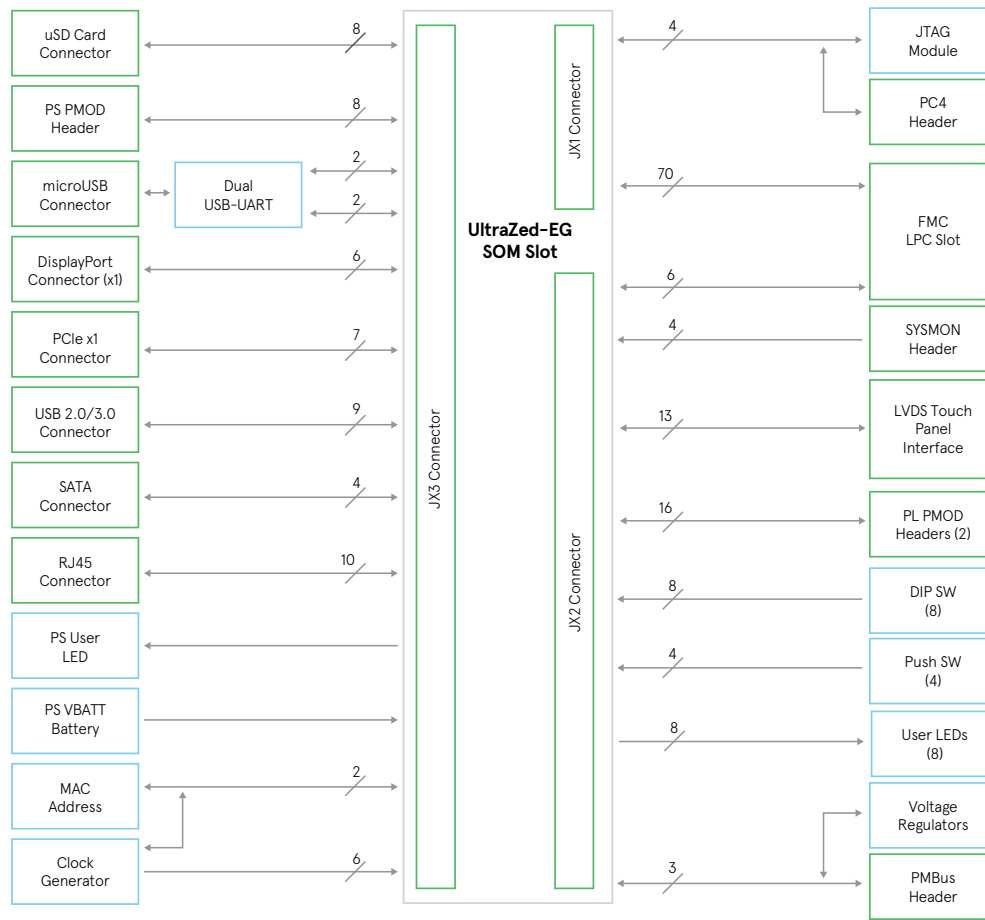 uSD Card
Connector
8
PS PMOD
Header
8
microUSB
Connector
Dual
USB-UART
2
2
DisplayPort
Connector (x1)
6
PCIe x1
Connector
7
USB 2.0/3.0
Connector
9
SATA
Connector
4
RJ45
Connector
10
PS User
LED
PS VBATT
Battery
MAC
Address
2
Clock
Generator
6
JX3 Connector
UltraZed-EG
SOM Slot
JX1 Connector
JX2 Connector
4
JTAG
Module
PC4
Header
70
FMC
LPC Slot
6
4
SYSMON
Header
13
LVDS Touch
Panel
Interface
16
PL PMOD
Headers (2)
8
DIP SW
(8)
4
Push SW
(4)
8
User LEDs
(8)
Voltage
Regulators
3
PMBus
Header